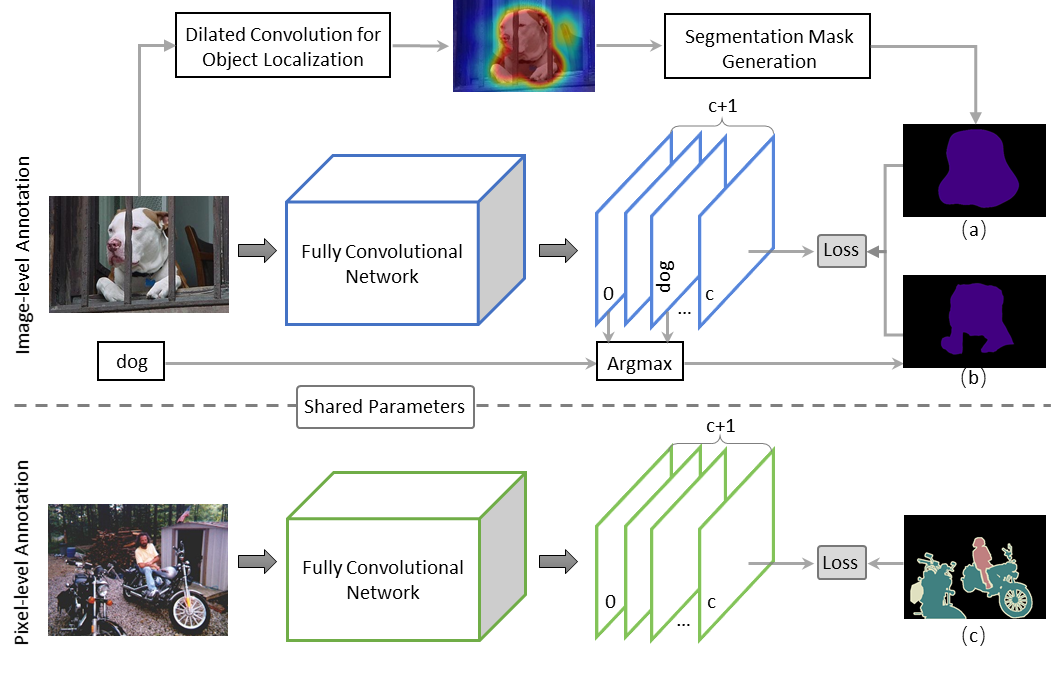 Dilated Convolution for
Object Localization
Segmentation Mask
Generation
c+1
Image-level Annotation
Fully Convolutional
Network
0
dog
...
c
Loss
(a)
dog
Argmax
(b)
Shared Parameters
c+1
Pixel-level Annotation
Fully Convolutional
Network
0
...
c
Loss
(c)